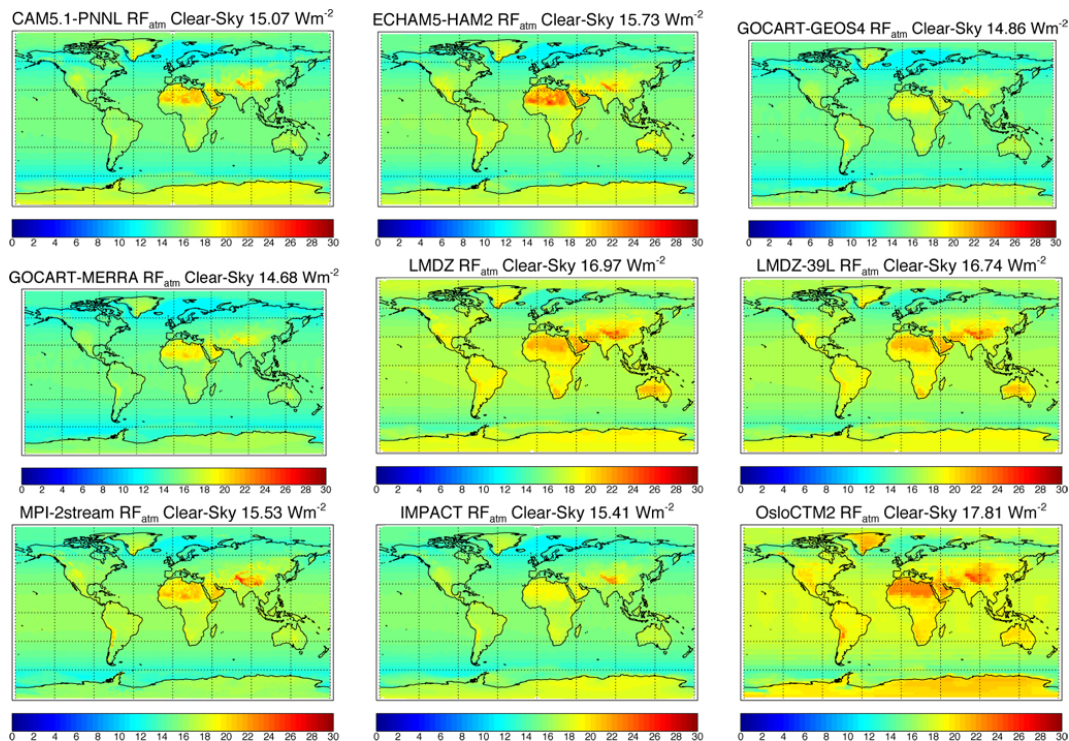 CAM5.1-PNNL RFatm Clear-Sky 15.07 Wm-2
0 2 4 6 8 10 12 14 16 18 20 22 24 26 28 30
ECHAM5-HAM2 RFatm Clear-Sky 15.73 Wm-2
0 2 4 6 8 10 12 14 16 18 20 22 24 26 28 30
GOCART-GEOS4 RFatm Clear-Sky 14.86 Wm-2
0 2 4 6 8 10 12 14 16 18 20 22 24 26 28 30
GOCART-MERRA RFatm Clear-Sky 14.68 Wm-2
0 2 4 6 8 10 12 14 16 18 20 22 24 26 28 30
LMDZ RFatm Clear-Sky 16.97 Wm-2
0 2 4 6 8 10 12 14 16 18 20 22 24 26 28 30
LMDZ-39L RFatm Clear-Sky 16.74 Wm-2
0 2 4 6 8 10 12 14 16 18 20 22 24 26 28 30
MPI-2stream RFatm Clear-Sky 15.53 Wm-2
0 2 4 6 8 10 12 14 16 18 20 22 24 26 28 30
IMPACT RFatm Clear-Sky 15.41 Wm-2
0 2 4 6 8 10 12 14 16 18 20 22 24 26 28 30
OsloCTM2 RFatm Clear-Sky 17.81 Wm-2
0 2 4 6 8 10 12 14 16 18 20 22 24 26 28 30